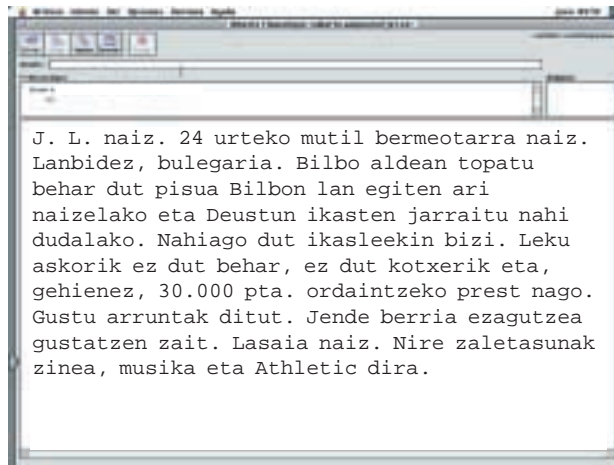 J. L. naiz. 24 urteko mutil bermeotarra naiz.
Lanbidez, bulegaria. Bilbo aldean topatu
behar dut pisua Bilbon lan egiten ari
naizelako eta Deustun ikasten jarraitu nahi
dudalako. Nahiago dut ikasleekin bizi. Leku
askorik ez dut behar, ez dut kotxerik eta,
gehienez, 30.000 pta. ordaintzeko prest nago.
Gustu arruntak ditut. Jende berria ezagutzea
gustatzen zait. Lasaia naiz. Nire zaletasunak
zinea, musika eta Athletic dira.